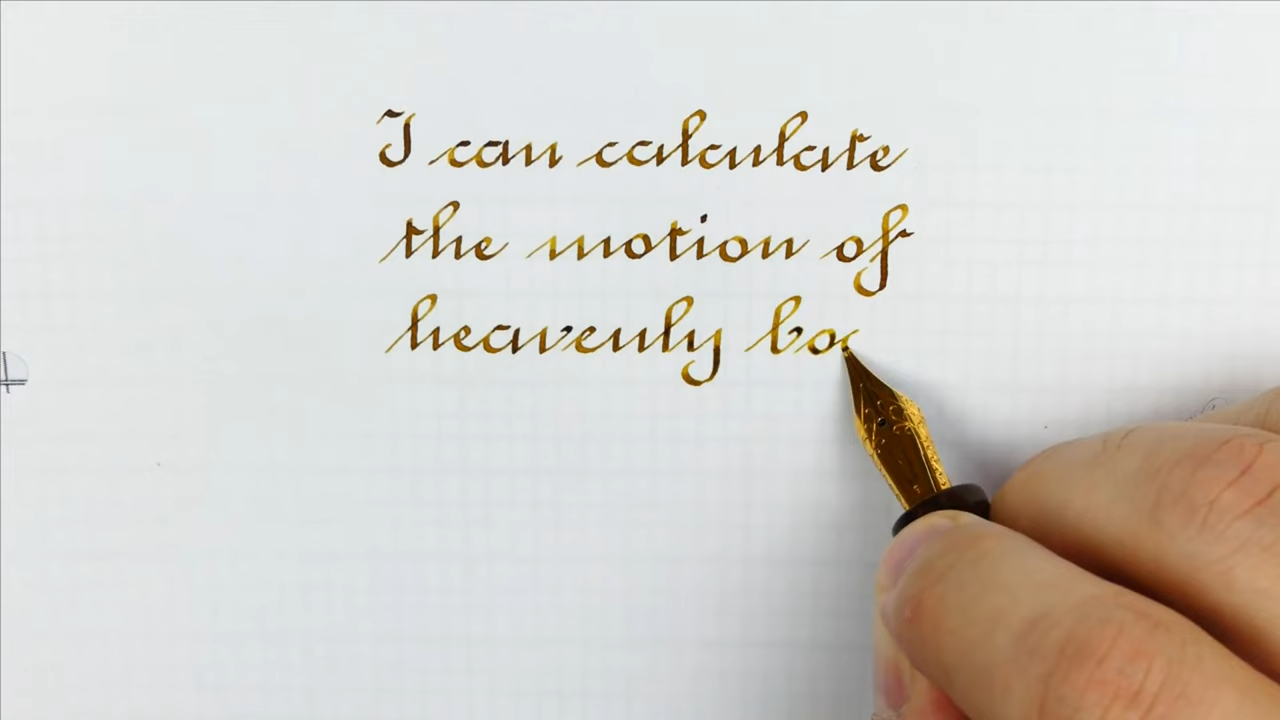 I can calculate
the motion of
heavenly bo